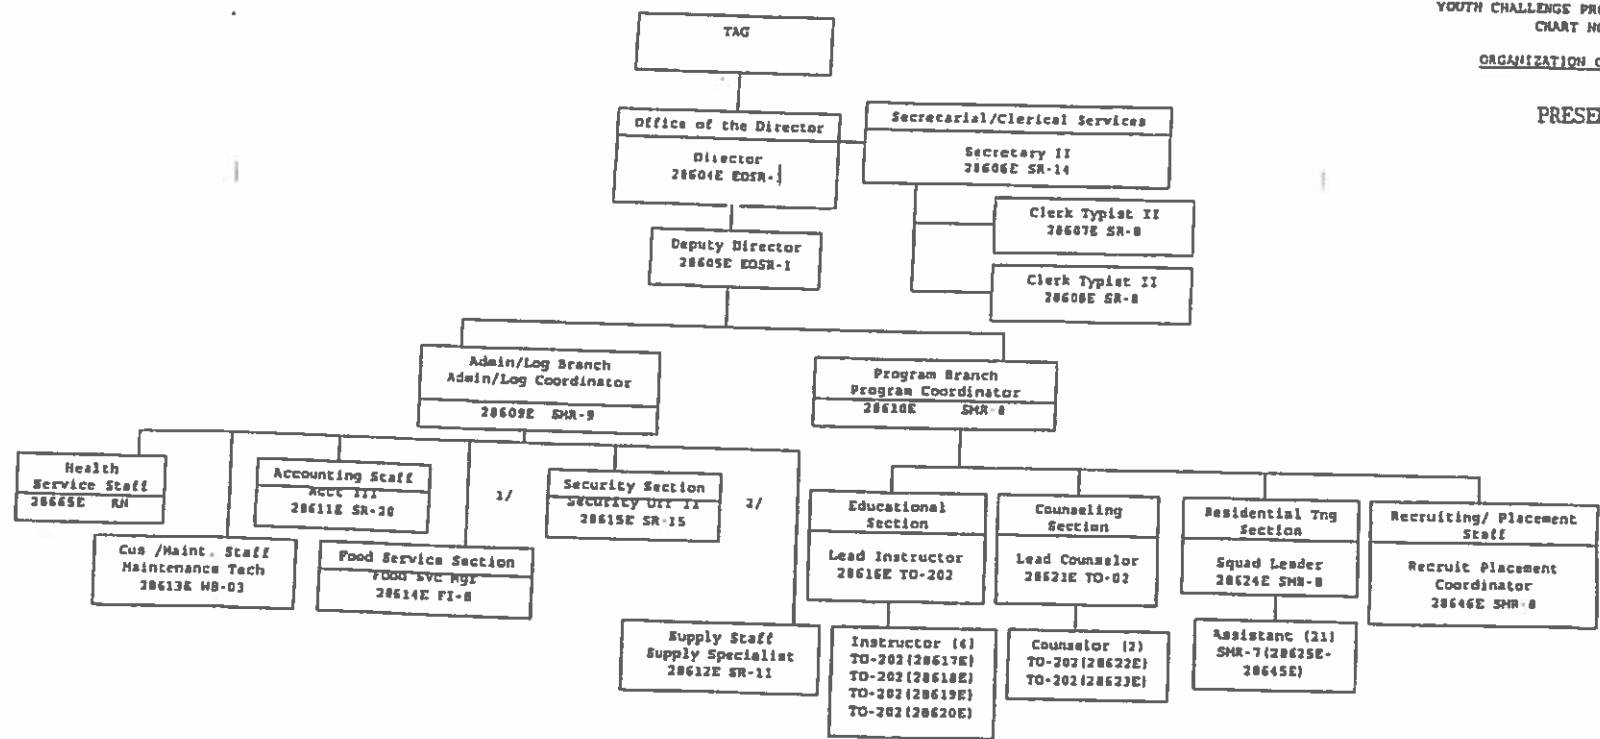 YOUTH CHALLENGE
CHART
ORGANIZATION
TAG
Office of the Director
Director
28604E
Secretarial/Clerical Services
Secretary II
28606E SR-14
Clerk Typist II
28607E SR-8
Clerk Typist II
28608E SR-8
Deputy Director
28605E EOSR-1
Admin/Log Branch
Admin/Log Coordinator
28609E SMR-9
Program Branch
Program Coordinator
28610E SMR-8
Health
Service Staff
28665E RN
Accounting Staff
Acct III
28611E SR-20
1/
Security Section
Security Off II
28615E SR-15
2/
Cus /Maint. Staff
Maintenance Tech
28613E WB-03
Food Service Section
Food Svc Mgr
28614E FI-8
Supply Staff
Supply Specialist
28612E SR-11
Educational
Section
Lead Instructor
28616E TO-202
Counseling
Section
Lead Counselor
28621E TO-02
Residential Tng
Section
Squad Leader
28624E SMR-8
Recruiting/ Placement
Staff
Recruit Placement
Coordinator
28646E SMR-8
Instructor (4)
TO-202(28617E)
TO-202(28618E)
TO-202(28619E)
TO-202(28620E)
Counselor (2)
TO-202(28622E)
TO-202(28623E)
Assistant (21)
SMR-7(28625E-
28645E)